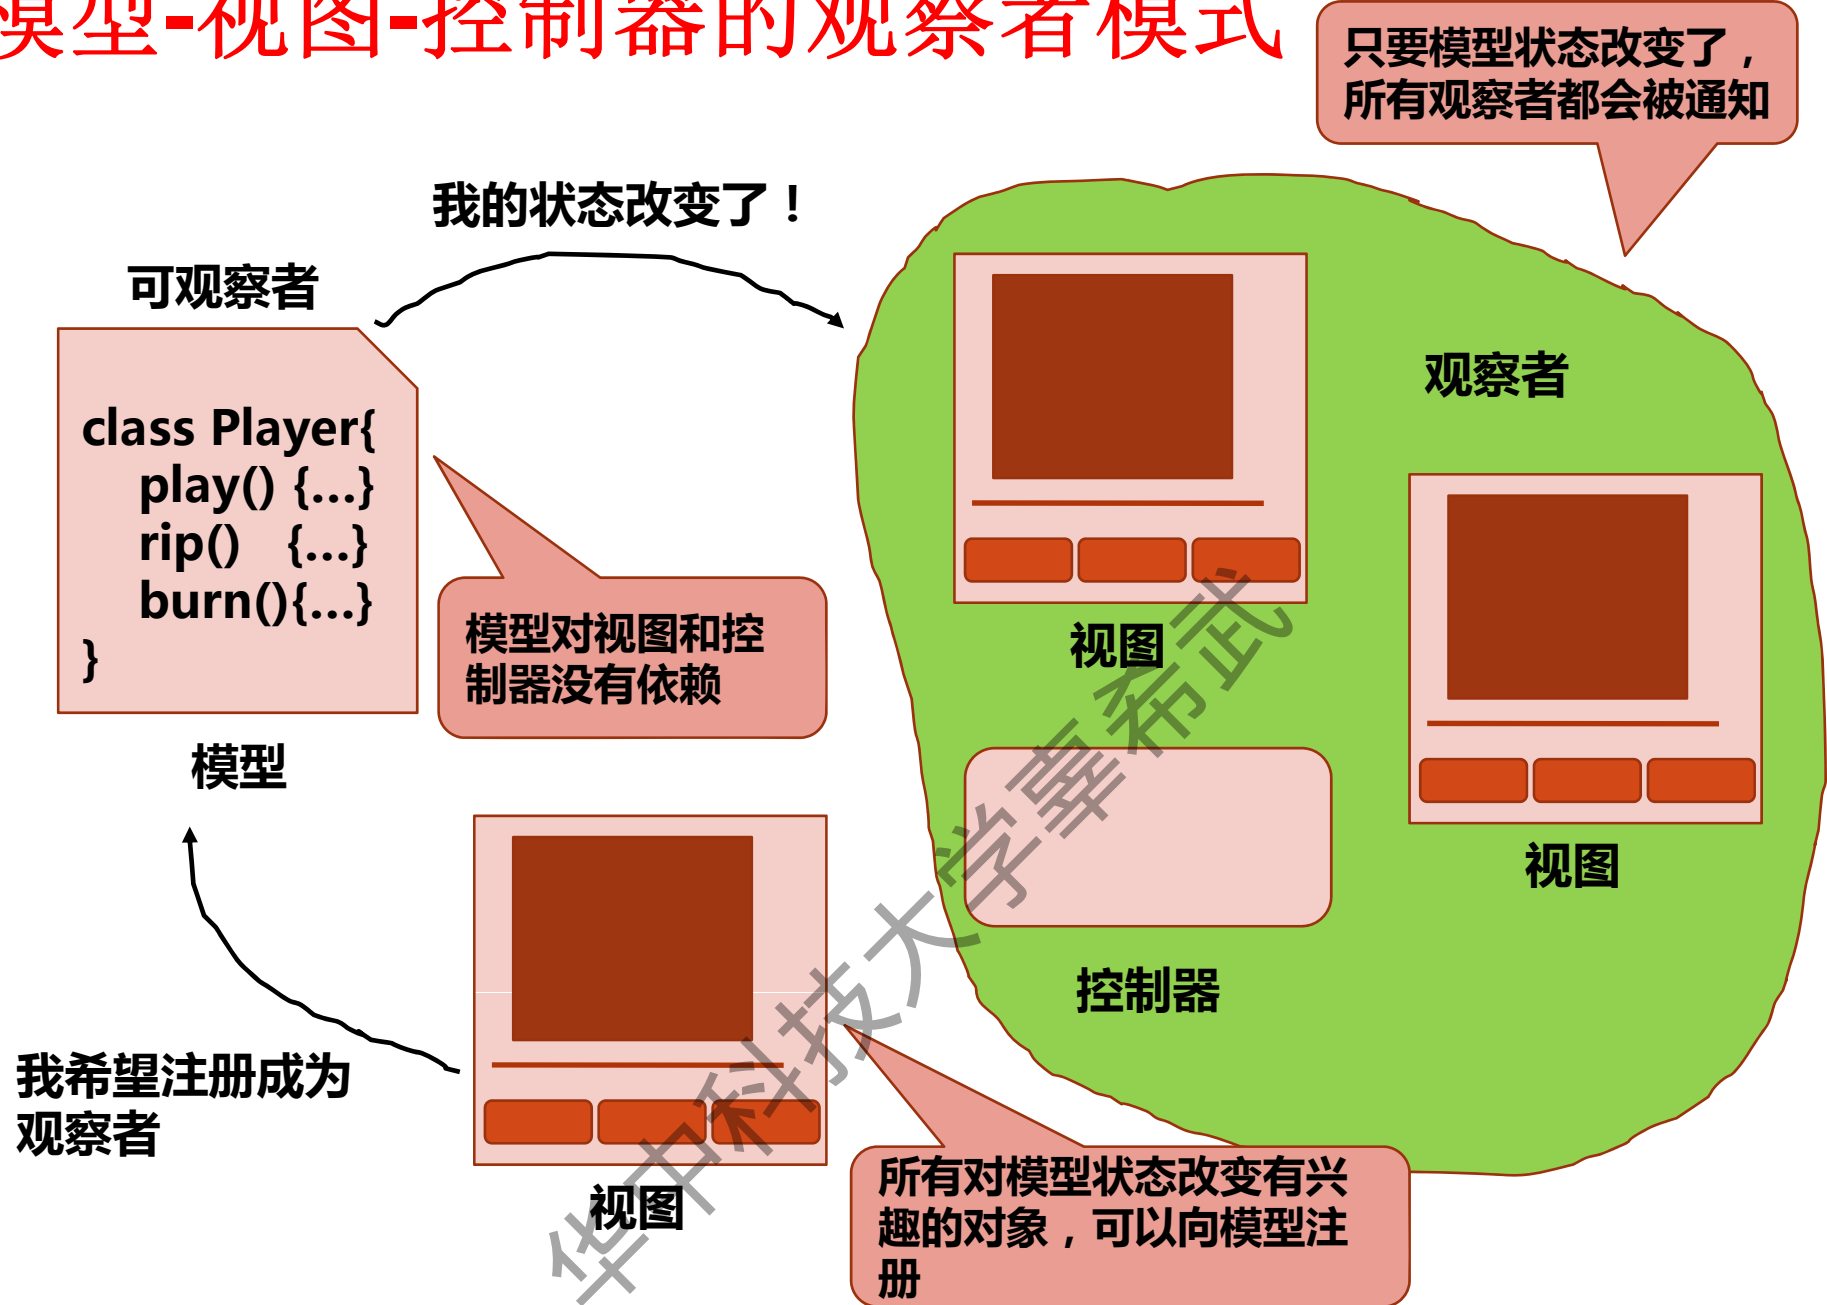 模型-视图-控制器的观察者模式
只要模型状态改变了，
所有观察者都会被通知
我的状态改变了！
可观察者
class Player{
play() {...}
rip() {...}
burn(){...}
}
模型
模型对视图和控
制器没有依赖
观察者
视图
视图
控制器
我希望注册成为
观察者
视图
所有对模型状态改变有兴
趣的对象，可以向模型注
册
华中科技大学辜希武